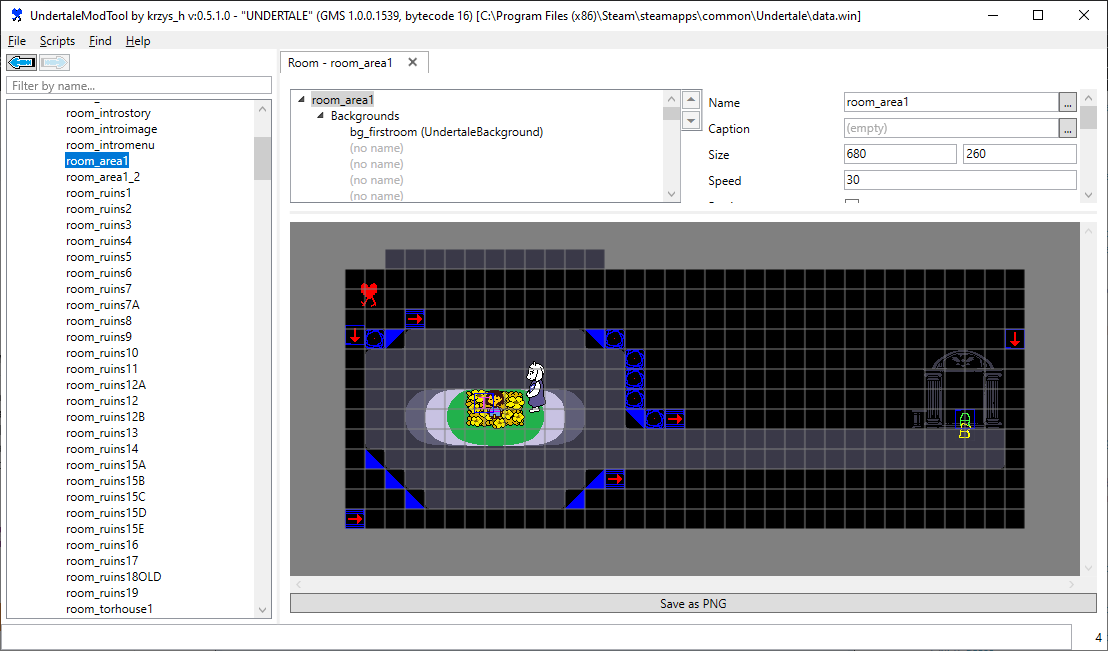 UndertaleModTool by krzys_h v:0.5.1.0 - "UNDERTALE" (GMS 1.0.0.1539, bytecode 16) [C:\Program Files (x86)\Steam\steamapps\common\Undertale\data.win]
File Scripts Find Help
Room - room_area1
Filter by name...
room_introstory
room_introimage
room_intromenu
room_area1
room_area1_2
room_ruins1
room_ruins2
room_ruins3
room_ruins4
room_ruins5
room_ruins6
room_ruins7
room_ruins7A
room_ruins8
room_ruins9
room_ruins10
room_ruins11
room_ruins12A
room_ruins12
room_ruins12B
room_ruins13
room_ruins14
room_ruins15A
room_ruins15B
room_ruins15C
room_ruins15D
room_ruins15E
room_ruins16
room_ruins17
room_ruins18OLD
room_ruins19
room_torhouse1
room_area1
Backgrounds
bg_firstroom (UndertaleBackground)
(no name)
(no name)
(no name)
(no name)
Name room_area1 ...
Caption (empty) ...
Size 680 260
Speed 30
Save as PNG
4